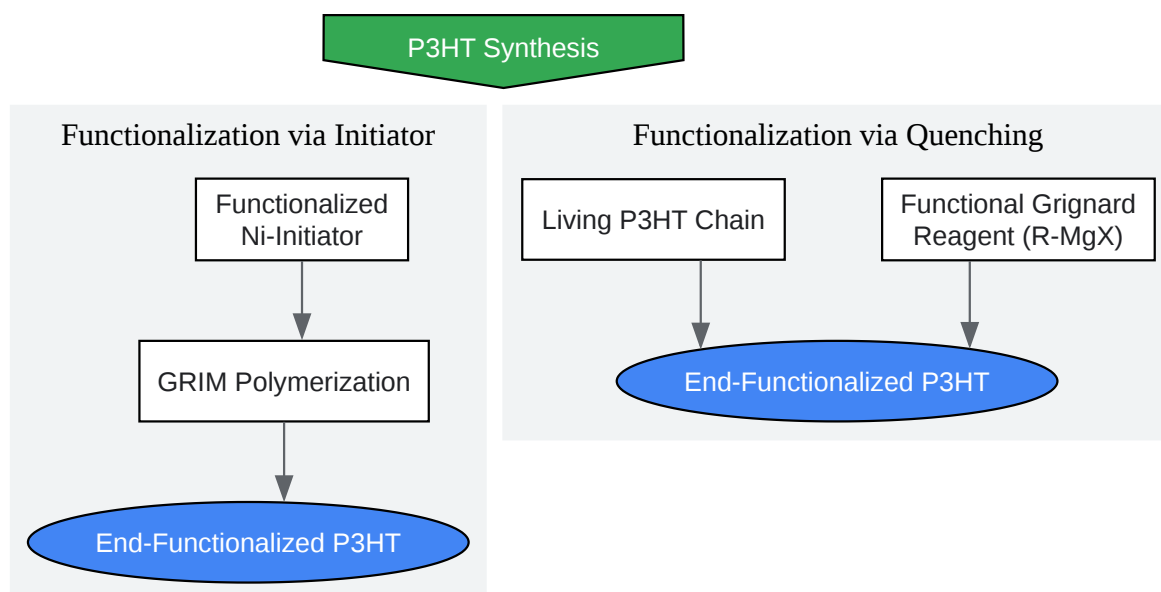 P3HT Synthesis
Functionalization via Initiator
Functionalized
Ni-Initiator
GRIM Polymerization
End-Functionalized P3HT
Functionalization via Quenching
Living P3HT Chain
Functional Grignard
Reagent (R-MgX)
End-Functionalized P3HT